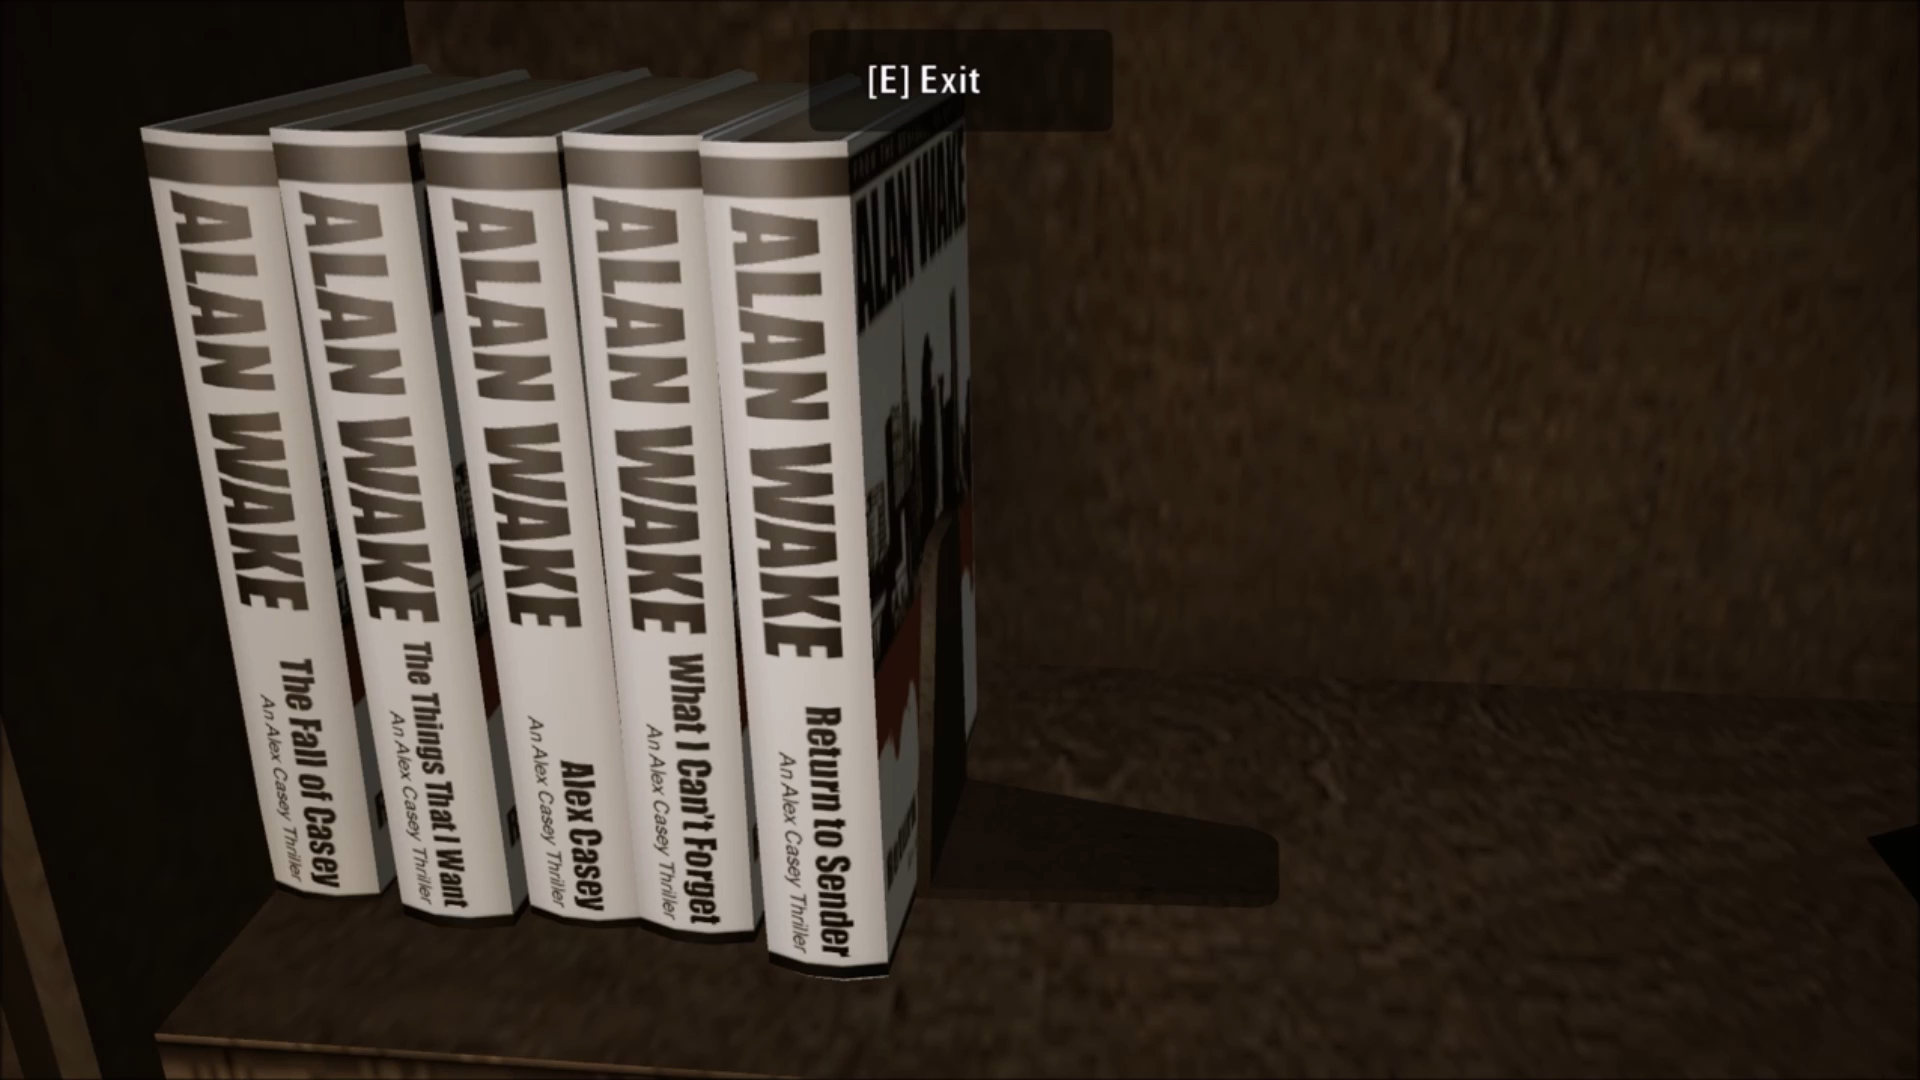 [E] Exit
ALAN WAKE
The Fall of Casey
An Alex Casey Thriller
ALAN WAKE
The Things That I Want
An Alex Casey Thriller
ALAN WAKE
Alex Casey
An Alex Casey Thriller
ALAN WAKE
What I Can't Forget
An Alex Casey Thriller
ALAN WAKE
Return to Sender
An Alex Casey Thriller
ALAN WAKE